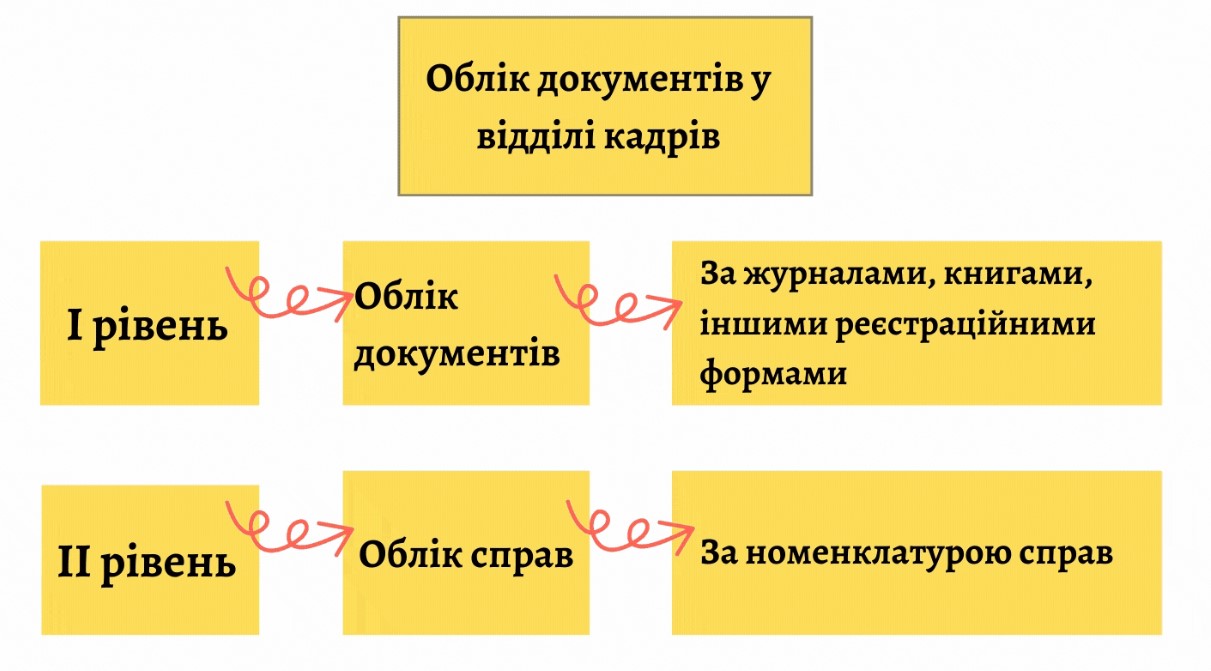 Облік документів у
відділі кадрів
І рівень
Облік
документів
За журналами, книгами,
іншими реєстраційними
формами
ІІ рівень
Облік справ
За номенклатурою справ